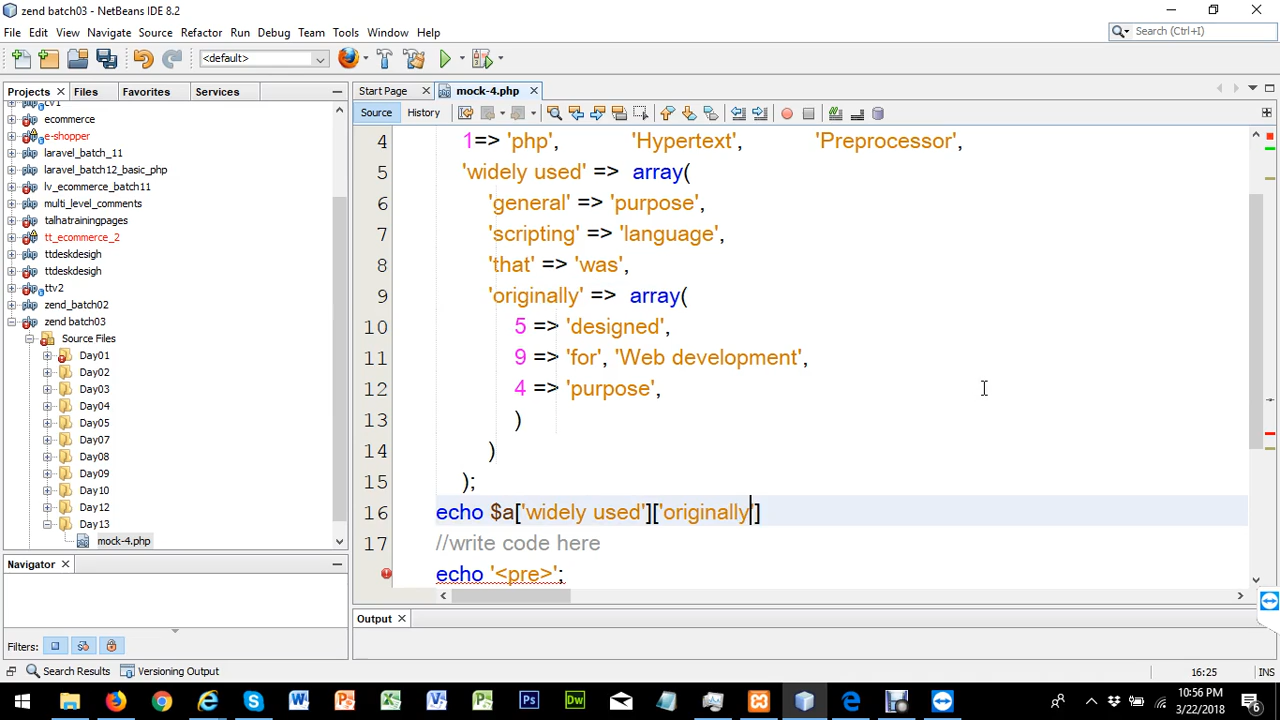 zend batch03 - NetBeans IDE 8.2
File Edit View Navigate Source Refactor Run Debug Team Tools Window Help
Search (Ctrl+I)
<default>
Projects Files Favorites Services
Start Page mock-4.php
Source History
cv1
ecommerce
e-shopper
laravel_batch_11
laravel_batch12_basic_php
lv_ecommerce_batch11
multi_level_comments
talhatrainingpages
tt_ecommerce_2
ttdeskdesigh
ttdeskdesigh
ttv2
zend_batch02
zend batch03
Source Files
Day01
Day02
Day03
Day04
Day05
Day07
Day08
Day09
Day10
Day12
Day13
mock-4.php
4 1=> 'php', 'Hypertext', 'Preprocessor',
5 'widely used' => array(
6 'general' => 'purpose',
7 'scripting' => 'language',
8 'that' => 'was',
9 'originally' => array(
10 5 => 'designed',
11 9 => 'for', 'Web development',
12 4 => 'purpose',
13 )
14 )
15 );
16 echo $a['widely used']['originally']
17 //write code here
echo '<pre>';
Navigator
Filters:
Output
Search Results Versioning Output
16:25 INS
10:56 PM
3/22/2018